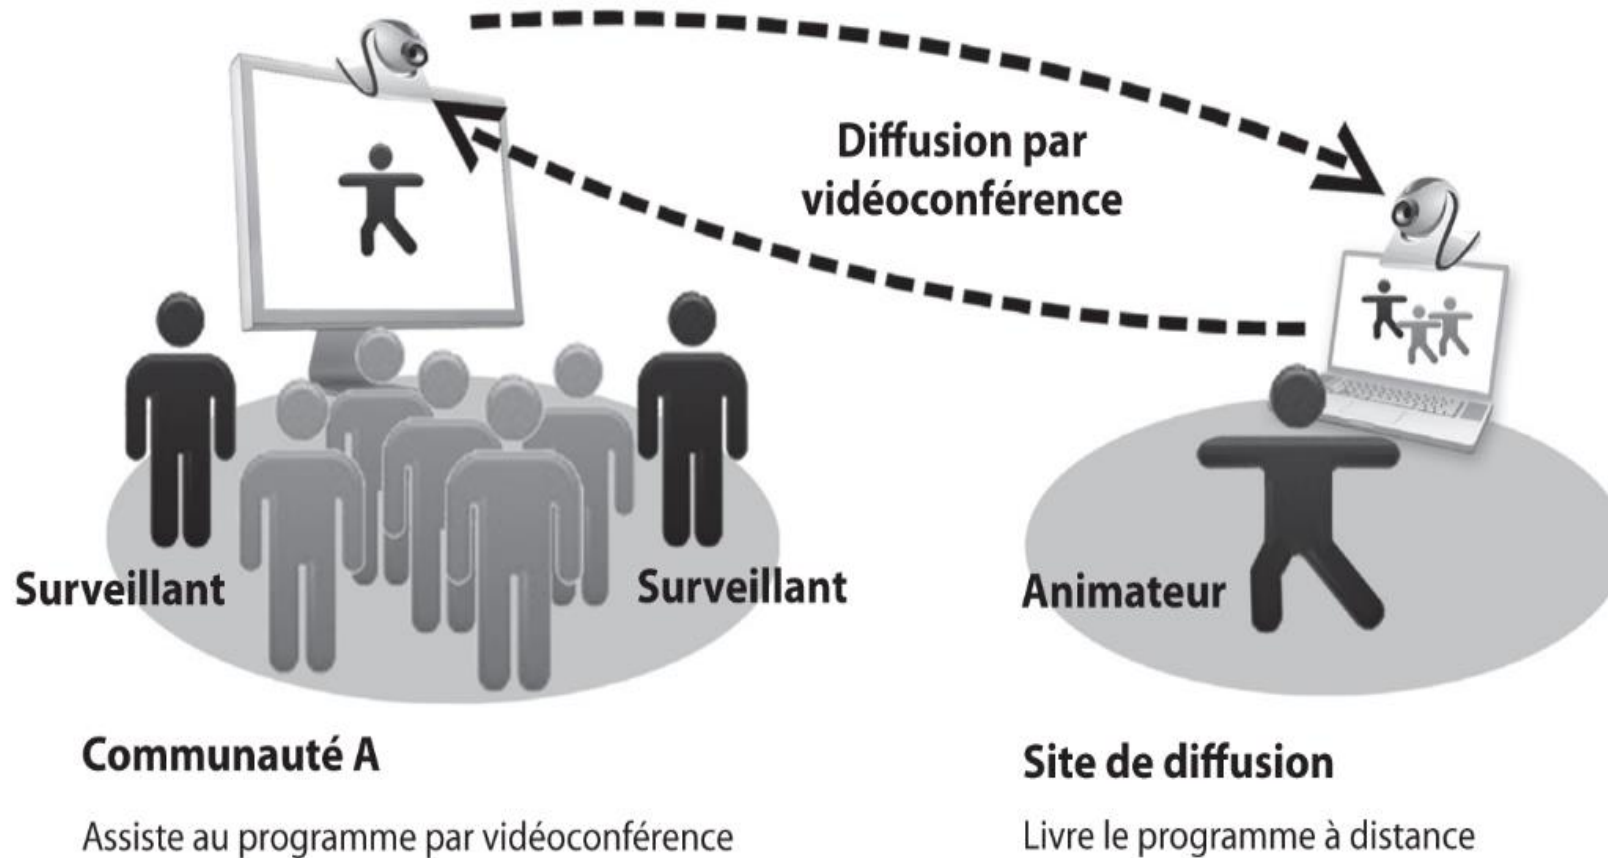 Diffusion par
vidéoconférence
Surveillant
Surveillant
Animateur
Communauté A
Assiste au programme par vidéoconférence
Site de diffusion
Livre le programme à distance